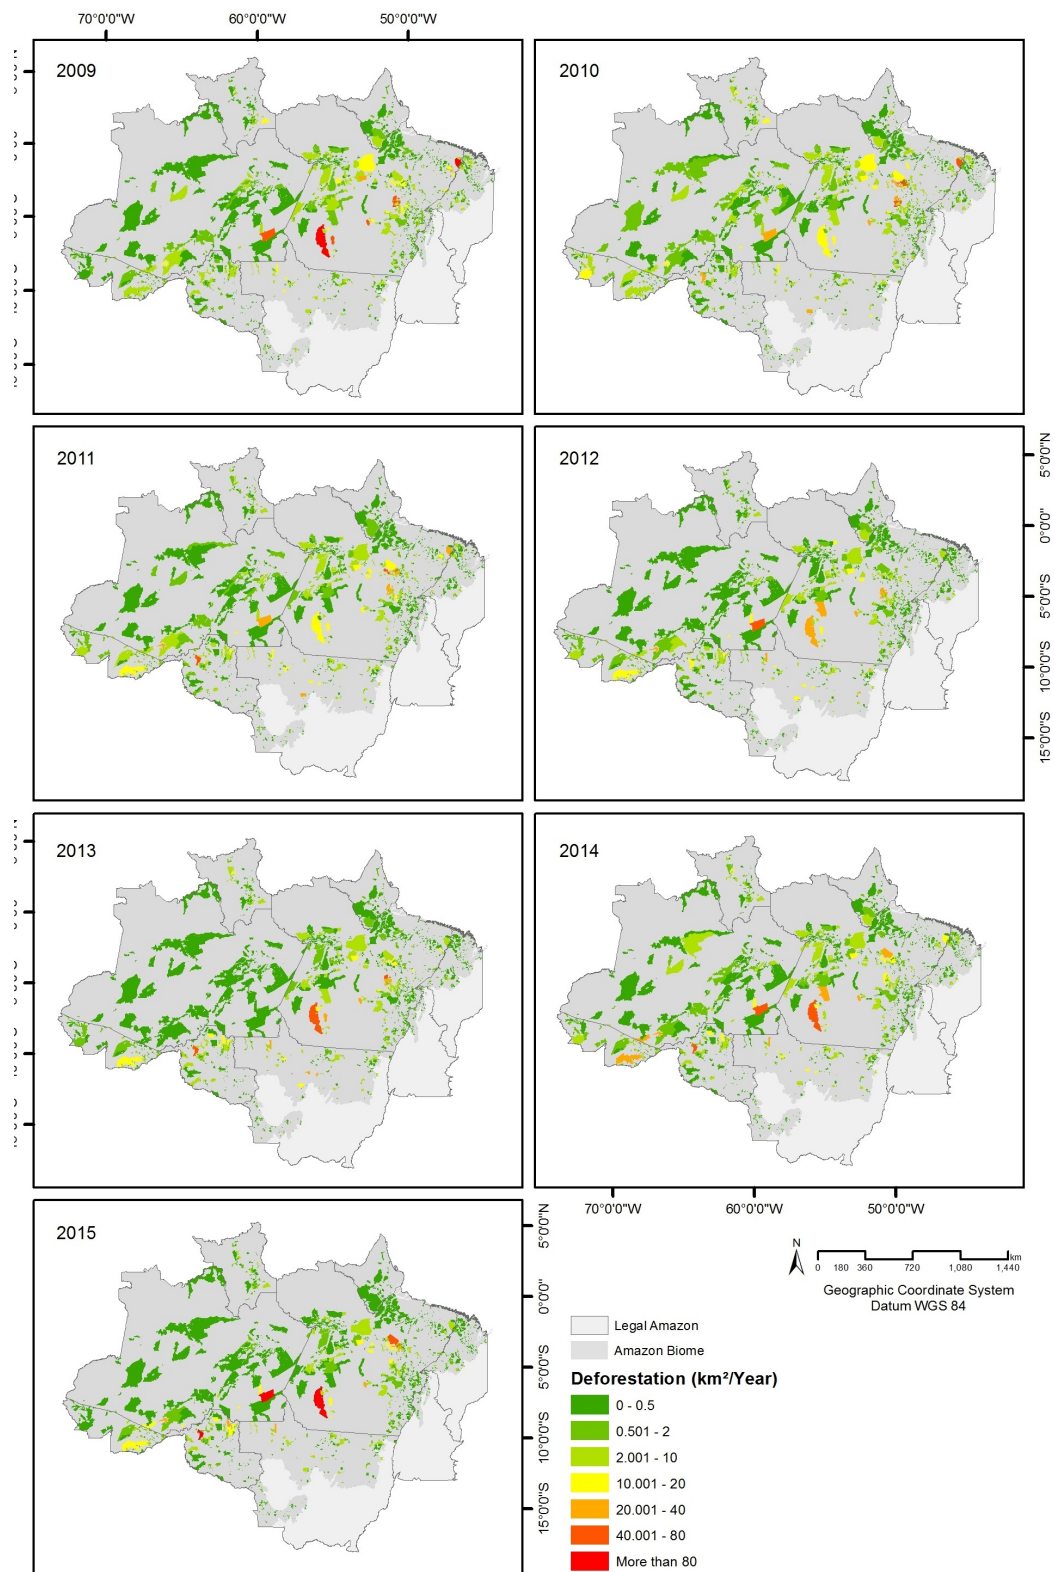 70°0'0"W 60°0'0"W 50°0'0"W
2009
2010
2011
2012
5°0'0"N
0°0'0"
5°0'0"S
10°0'0"S
15°0'0"S
2013
2014
70°0'0"W 60°0'0"W 50°0'0"W
2015
5°0'0"N
0°0'0"
5°0'0"S
10°0'0"S
15°0'0"S
N
km
0 180 360 720 1,080 1,440
Geographic Coordinate System
Datum WGS 84
Legal Amazon
Amazon Biome
Deforestation (km²/Year)
0 - 0.5
0.501 - 2
2.001 - 10
10.001 - 20
20.001 - 40
40.001 - 80
More than 80